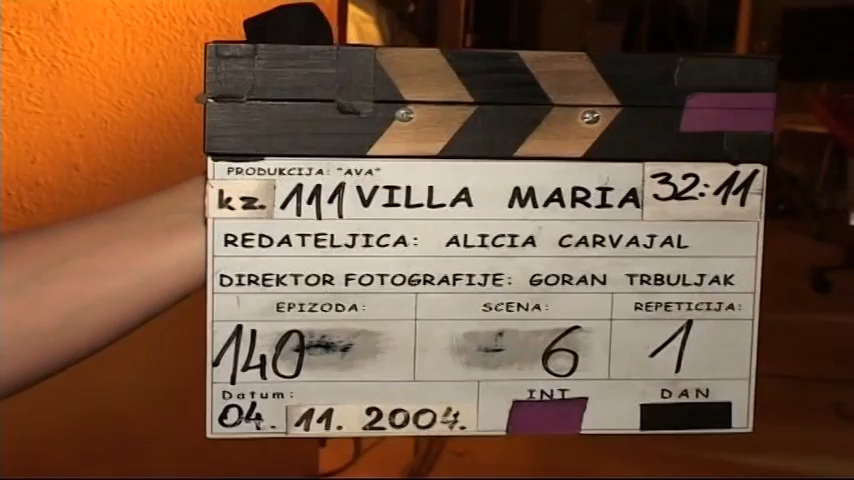 PRODUKCIJA: "AVA"
kz. 111 VILLA MARIA 32:11
REDATELJICA: ALICIA CARVAJAL
DIREKTOR FOTOGRAFIJE: GORAN TRBULJAK
EPIZODA: SCENA: REPETICIJA:
140 6 1
Datum: INT DAN
04. 11. 2004.